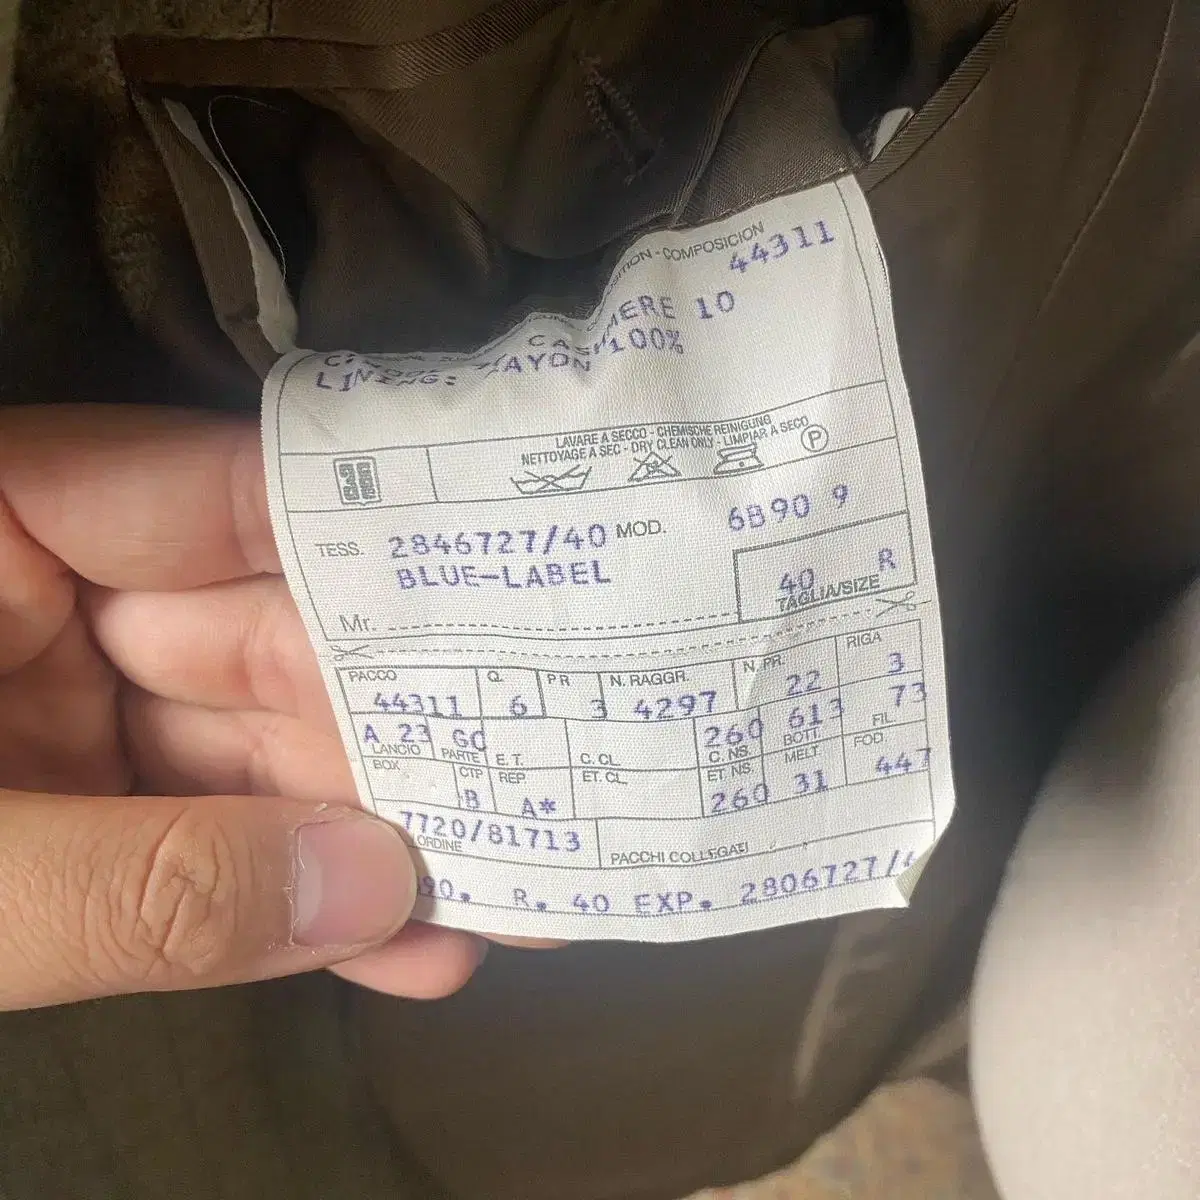 COMPOSICION
44311
10
LINING: 100%
LAVARE A SECCO - CHEMISCHE REINIGUNG
NETTOYAGE A SEC - DRY CLEAN ONLY - LIMPIAR A SECO
P
TESS. 2846727/40 MOD. 6B90 9
BLUE-LABEL
40 R
TAGLIA/SIZE
Mr.
PACCO Q. PR N. RAGGR. N. PR. RIGA
44311 6 3 4297 22 3
A 23 GC 260 613 73
LANCIO PARTE E.T. C. CL. C. NS. BOTT. FIL.
BOX CTP REP ET. CL. ET. NS. MELT FOD.
B A* 260 31 447
7720/81713
ORDINE PACCHI COLLEGATI
90. R. 40 EXP. 2806727/